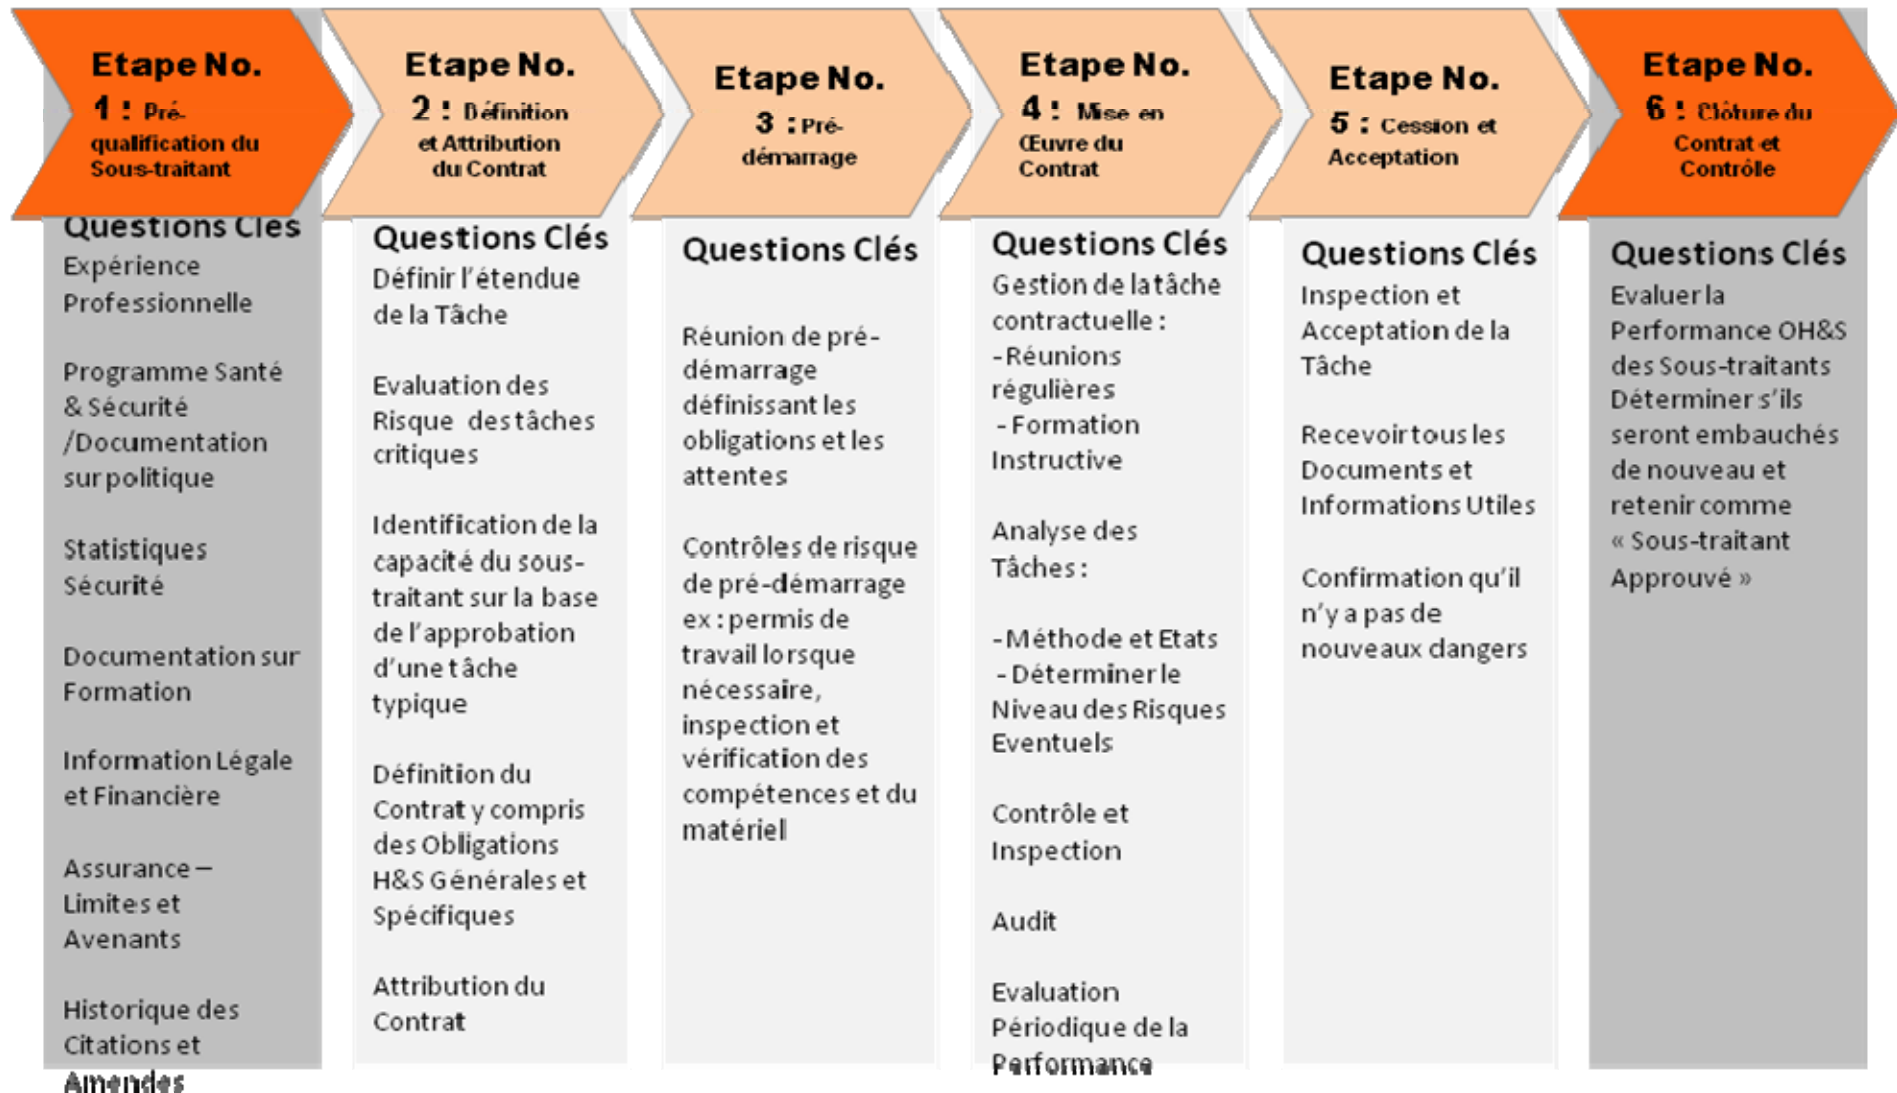 Etape No.
1 : Pré-
qualification du
Sous-traitant
Questions Clés
Expérience
Professionnelle
Programme Santé
& Sécurité
/Documentation
sur politique
Statistiques
Sécurité
Documentation sur
Formation
Information Légale
et Financière
Assurance –
Limites et
Avenants
Historique des
Citations et
Amendes
Etape No.
2 : Définition
et Attribution
du Contrat
Questions Clés
Définir l’étendue
de la Tâche
Evaluation des
Risque des tâches
critiques
Identification de la
capacité du sous-
traitant sur la base
de l’approbation
d’une tâche
typique
Définition du
Contrat y compris
des Obligations
H&S Générales et
Spécifiques
Attribution du
Contrat
Etape No.
3 : Pré-
démarrage
Questions Clés
Réunion de pré-
démarrage
définissant les
obligations et les
attentes
Contrôles de risque
de pré-démarrage
ex : permis de
travail lorsque
nécessaire,
inspection et
vérification des
compétences et du
matériel
Etape No.
4 : Mise en
Œuvre du
Contrat
Questions Clés
Gestion de la tâche
contractuelle :
- Réunions
régulières
- Formation
Instructive
Analyse des
Tâches :
- Méthode et Etats
- Déterminer le
Niveau des Risques
Eventuels
Contrôle et
Inspection
Audit
Evaluation
Périodique de la
Performance
Etape No.
5 : Cession et
Acceptation
Questions Clés
Inspection et
Acceptation de la
Tâche
Recevoir tous les
Documents et
Informations Utiles
Confirmation qu’il
n’y a pas de
nouveaux dangers
Etape No.
6 : Clôture du
Contrat et
Contrôle
Questions Clés
Evaluer la
Performance OH&S
des Sous-traitants
Déterminer s’ils
seront embauchés
de nouveau et
retenir comme
« Sous-traitant
Approuvé »